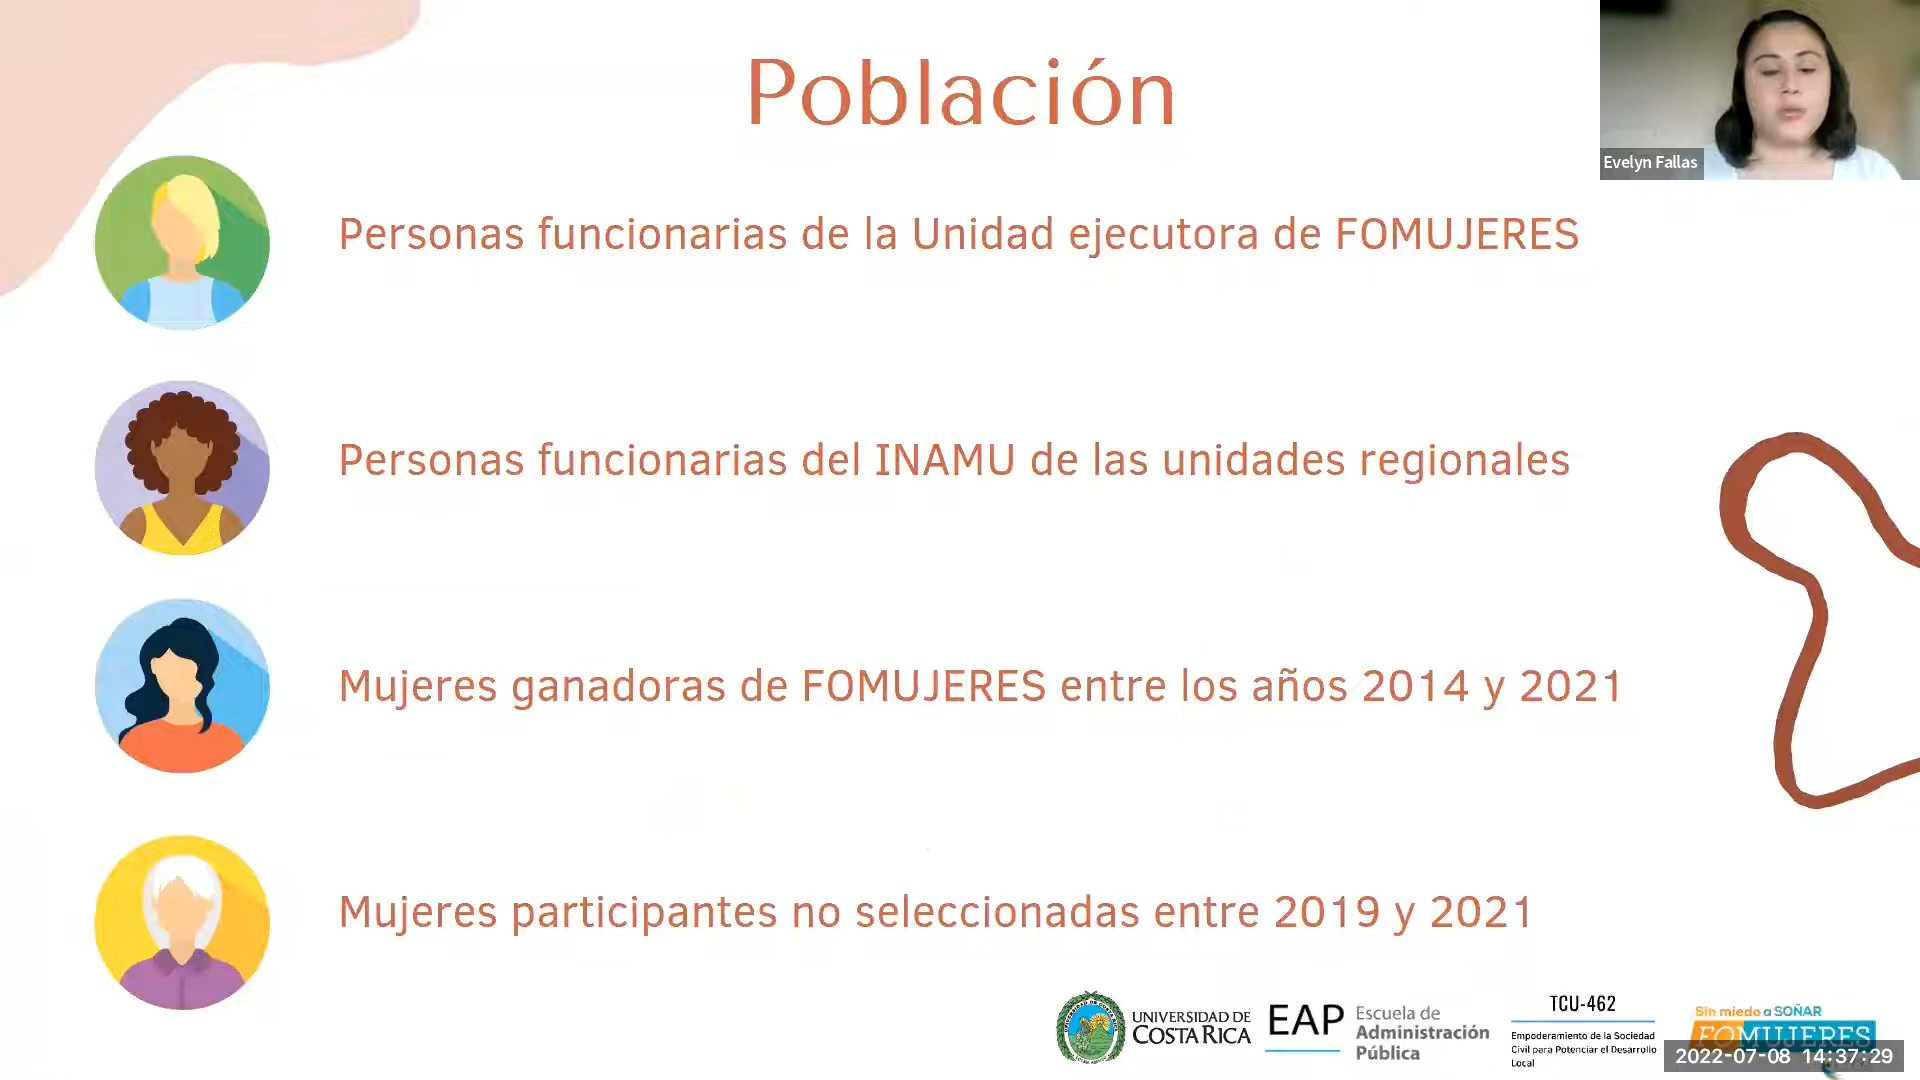 Población
Evelyn Fallas
Personas funcionarias de la Unidad ejecutora de FOMUJERES
Personas funcionarias del INAMU de las unidades regionales
Mujeres ganadoras de FOMUJERES entre los años 2014 y 2021
Mujeres participantes no seleccionadas entre 2019 y 2021
UNIVERSIDAD DE
COSTA RICA
EAP
Escuela de
Administración
Pública
TCU-462
Empoderamiento de la Sociedad
Civil para Potenciar el Desarrollo
Local
Sin miedo a SOÑAR
FOMUJERES
2022-07-08 14:37:29